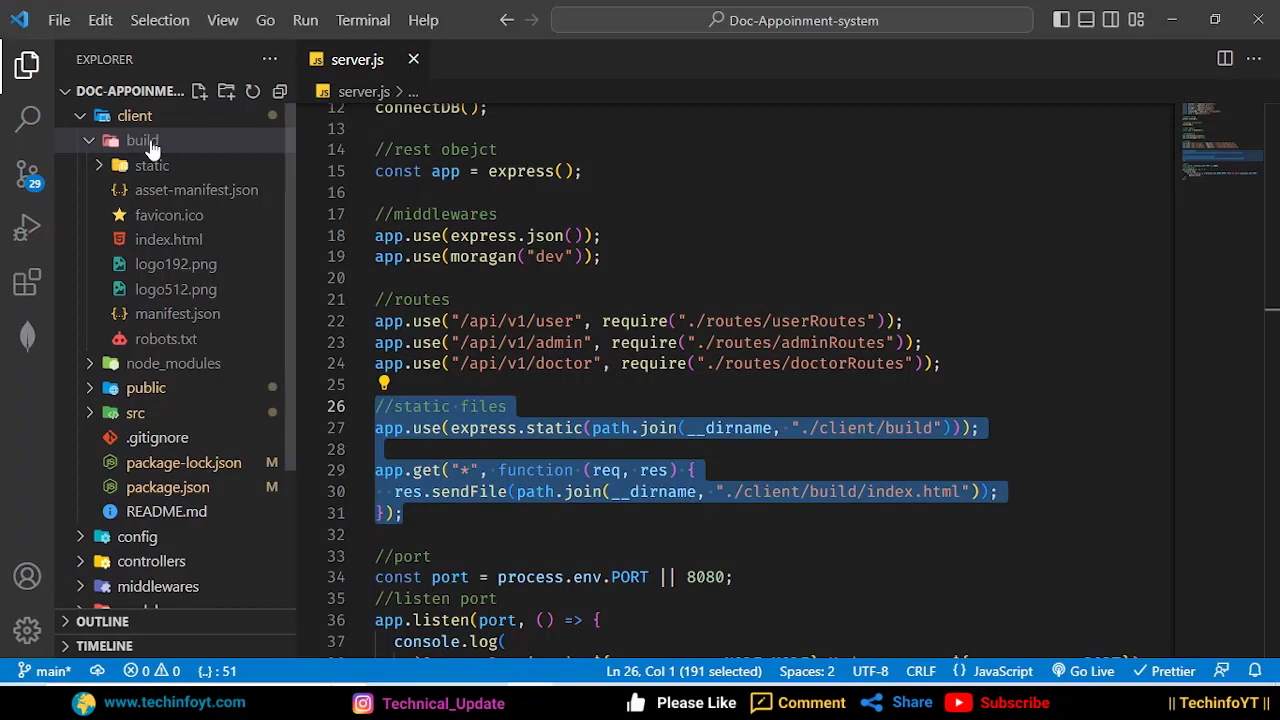 File Edit Selection View Go Run Terminal Help
Doc-Appoinment-system
EXPLORER
server.js
DOC-APPOINME...
server.js > ...
client
build
static
asset-manifest.json
favicon.ico
index.html
logo192.png
logo512.png
manifest.json
robots.txt
node_modules
public
src
.gitignore
package-lock.json M
package.json M
README.md
config
controllers
middlewares
OUTLINE
TIMELINE
29
12 connectDB();
13
14 //rest obejct
15 const app = express();
16
17 //middlewares
18 app.use(express.json());
19 app.use(moragan("dev"));
20
21 //routes
22 app.use("/api/v1/user", require("./routes/userRoutes"));
23 app.use("/api/v1/admin", require("./routes/adminRoutes"));
24 app.use("/api/v1/doctor", require("./routes/doctorRoutes"));
25
26 //static files
27 app.use(express.static(path.join(__dirname, "./client/build")));
28
29 app.get("*", function (req, res) {
30 res.sendFile(path.join(__dirname, "./client/build/index.html"));
31 });
32
33 //port
34 const port = process.env.PORT || 8080;
35 //listen port
36 app.listen(port, () => {
37 console.log(
main* 0 0 {..} : 51 Ln 26, Col 1 (191 selected) Spaces: 2 UTF-8 CRLF {} JavaScript Go Live Prettier
www.techinfoyt.com Technical_Update Please Like Comment Share Subscribe || TechinfoYT ||